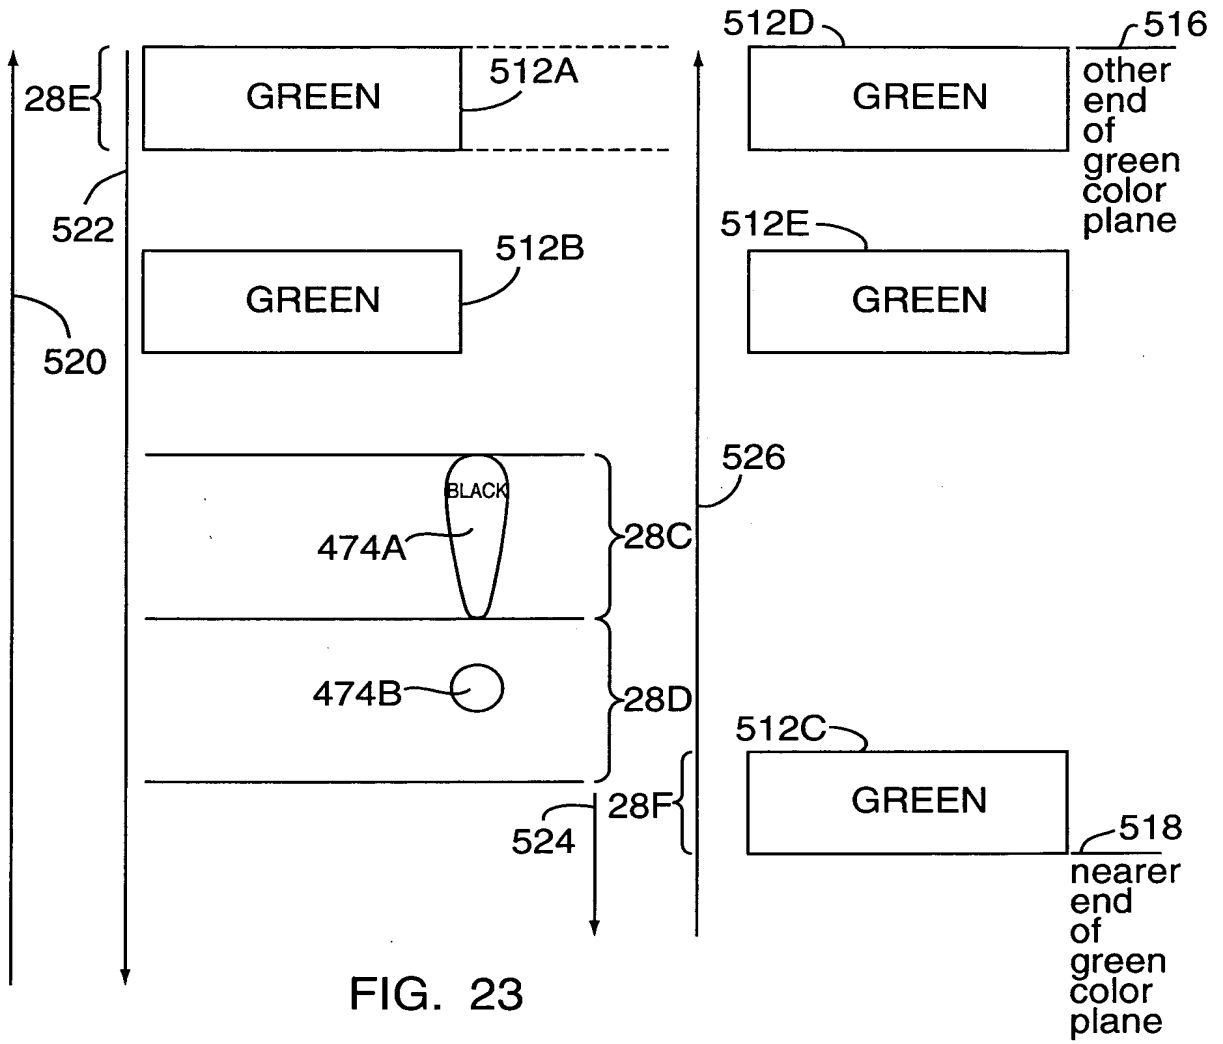 512D
516
28E
GREEN
512A
GREEN
other
end
of
green
color
plane
522
512B
512E
GREEN
GREEN
520
526
BLACK
474A
28C
474B
28D
512C
28F
GREEN
524
518
nearer
end
of
green
color
plane
FIG. 23